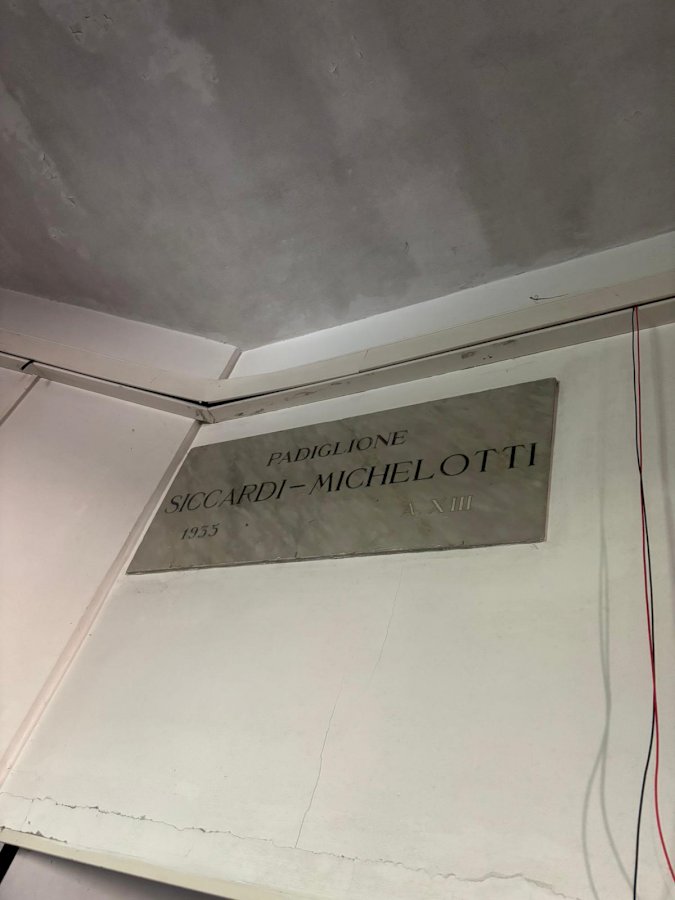 PADIGLIONE
SICCARDI-MICHELOTTI
1935 A. XIII